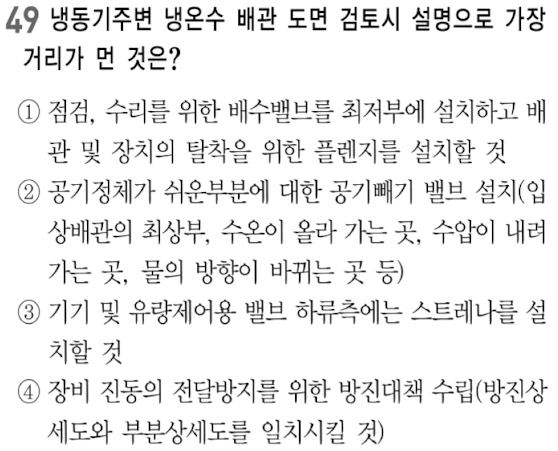 49 냉동기주변 냉온수 배관 도면 검토시 설명으로 가장
거리가 먼 것은?
① 점검, 수리를 위한 배수밸브를 최저부에 설치하고 배
관 및 장치의 탈착을 위한 플렌지를 설치할 것
② 공기정체가 쉬운부분에 대한 공기빼기 밸브 설치(입
상배관의 최상부, 수온이 올라 가는 곳, 수압이 내려
가는 곳, 물의 방향이 바뀌는 곳 등)
③ 기기 및 유량제어용 밸브 하류측에는 스트레나를 설
치할 것
④ 장비 진동의 전달방지를 위한 방진대책 수립(방진상
세도와 부분상세도를 일치시킬 것)